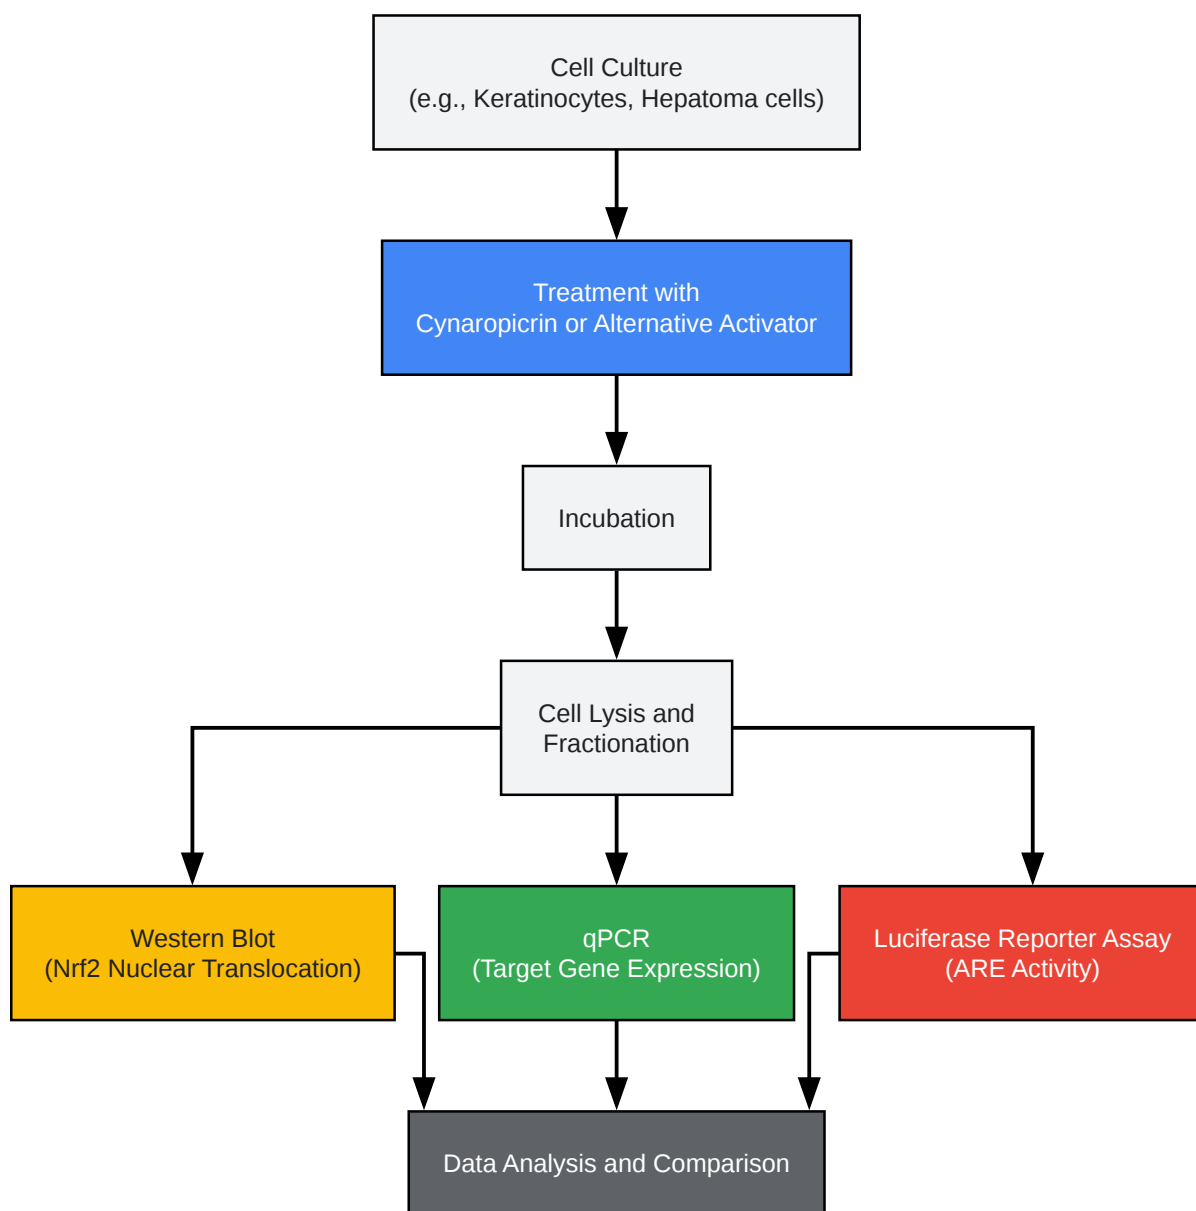 Cell Culture
(e.g., Keratinocytes, Hepatoma cells)
Treatment with
Cynaropicrin or Alternative Activator
Incubation
Cell Lysis and
Fractionation
Western Blot
(Nrf2 Nuclear Translocation)
qPCR
(Target Gene Expression)
Luciferase Reporter Assay
(ARE Activity)
Data Analysis and Comparison